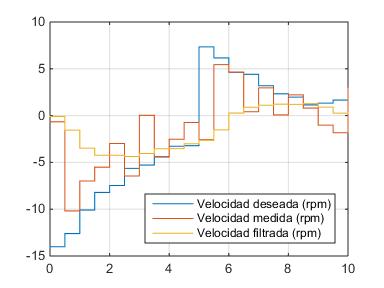 10
5
0
-5
-10
-15
Velocidad deseada (rpm)
Velocidad medida (rpm)
Velocidad filtrada (rpm)
0 2 4 6 8 10